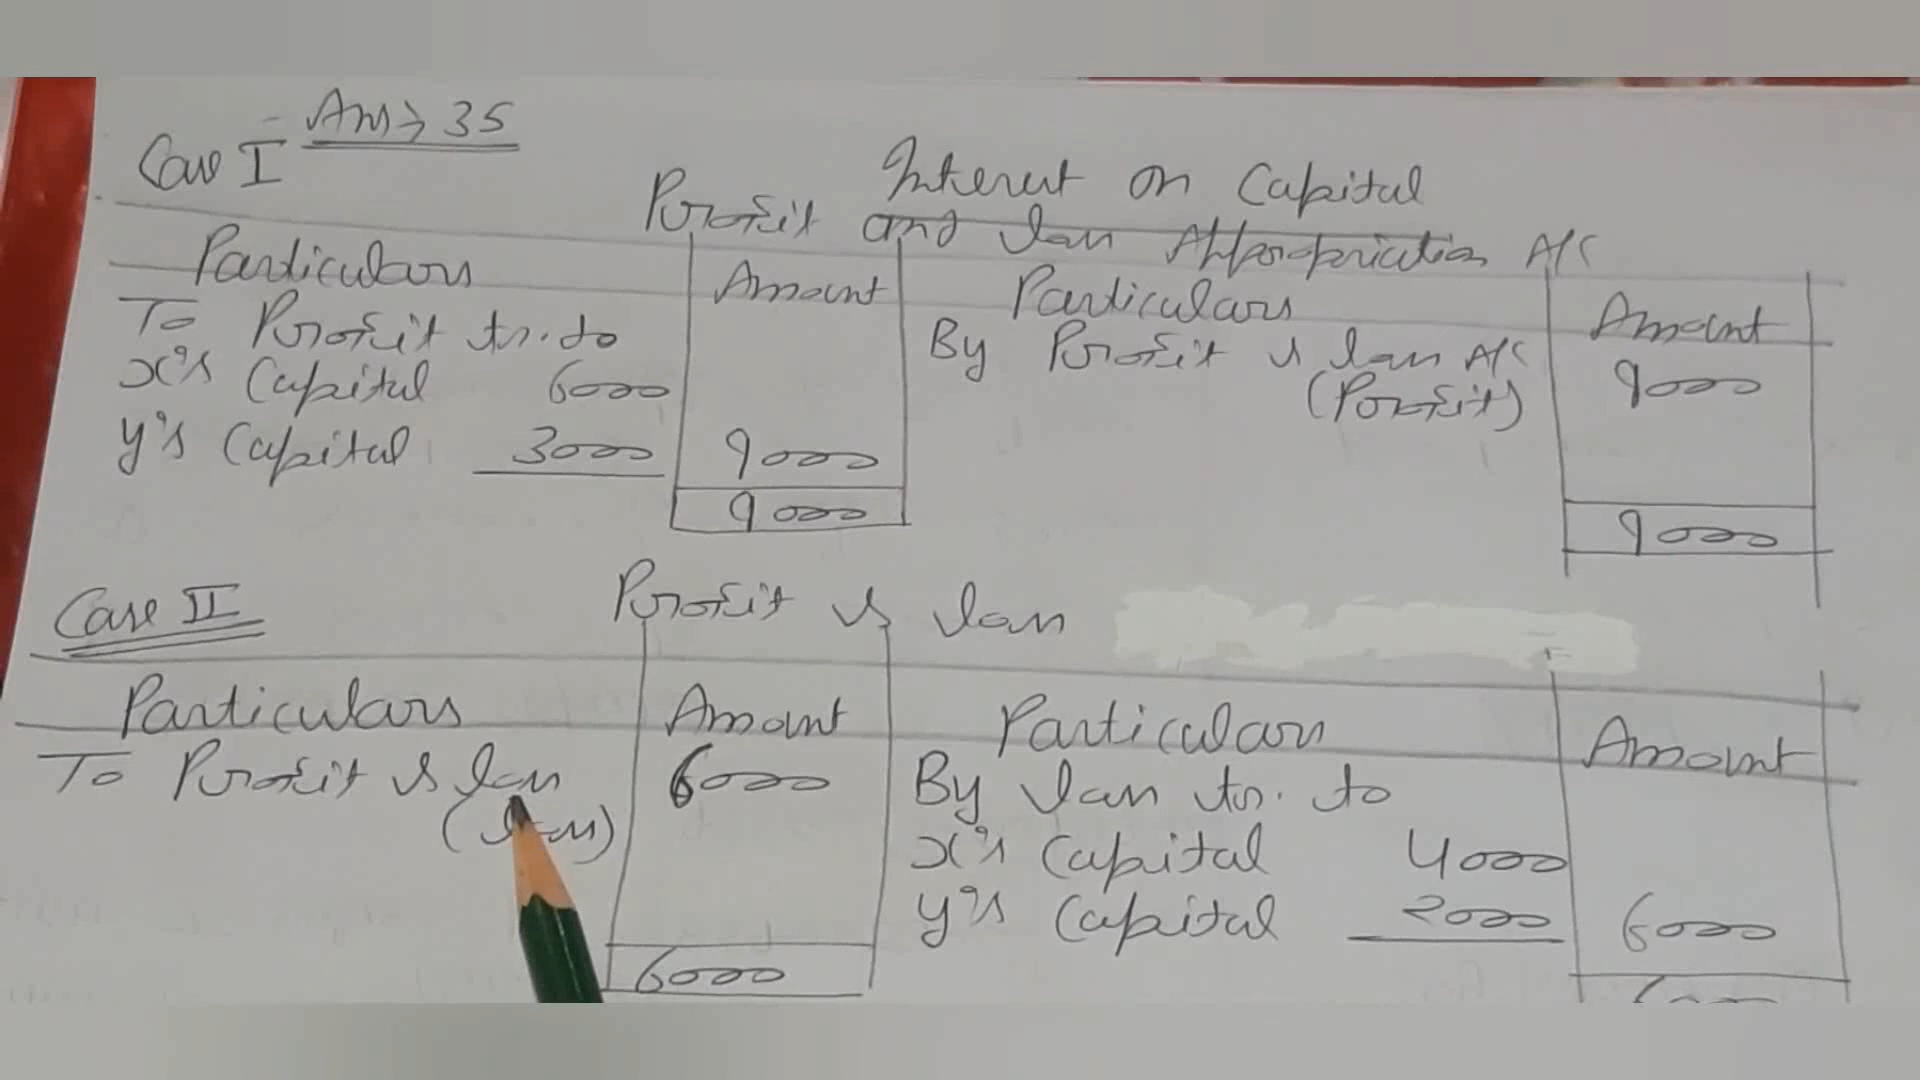 Ans → 35
Case I
Interest on Capital
Profit and Loss Appropriation A/C
Particulars Amount Particulars Amount
To Profit tr. to By Profit & Loss A/C 9000
x's Capital 6000 (Profit)
y's Capital 3000 9000
9000 9000
Case II Profit & Loss
Particulars Amount Particulars Amount
To Profit & Loss 6000 By Loss tr. to
(Loss) x's Capital 4000
y's Capital 2000 6000
6000